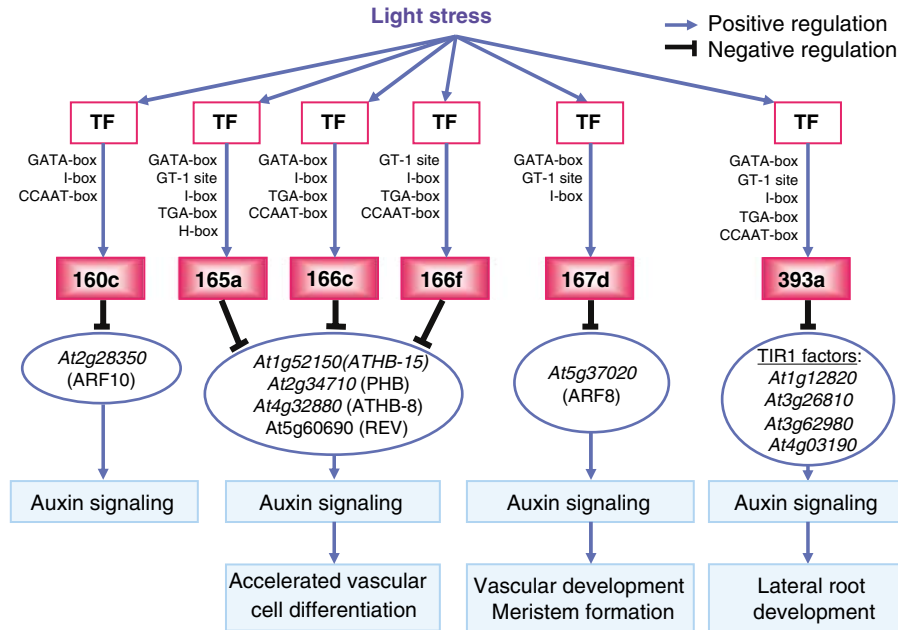 Light stress
Positive regulation
Negative regulation
TF
TF
TF
TF
TF
TF
GATA-box
I-box
CCAAT-box
GATA-box
GT-1 site
I-box
TGA-box
H-box
GATA-box
I-box
TGA-box
CCAAT-box
GT-1 site
I-box
TGA-box
CCAAT-box
GATA-box
GT-1 site
I-box
GATA-box
GT-1 site
I-box
TGA-box
CCAAT-box
160c
165a
166c
166f
167d
393a
At2g28350
(ARF10)
At1g52150(ATHB-15)
At2g34710 (PHB)
At4g32880 (ATHB-8)
At5g60690 (REV)
At5g37020
(ARF8)
TIR1 factors:
At1g12820
At3g26810
At3g62980
At4g03190
Auxin signaling
Auxin signaling
Auxin signaling
Auxin signaling
Accelerated vascular
cell differentiation
Vascular development
Meristem formation
Lateral root
development